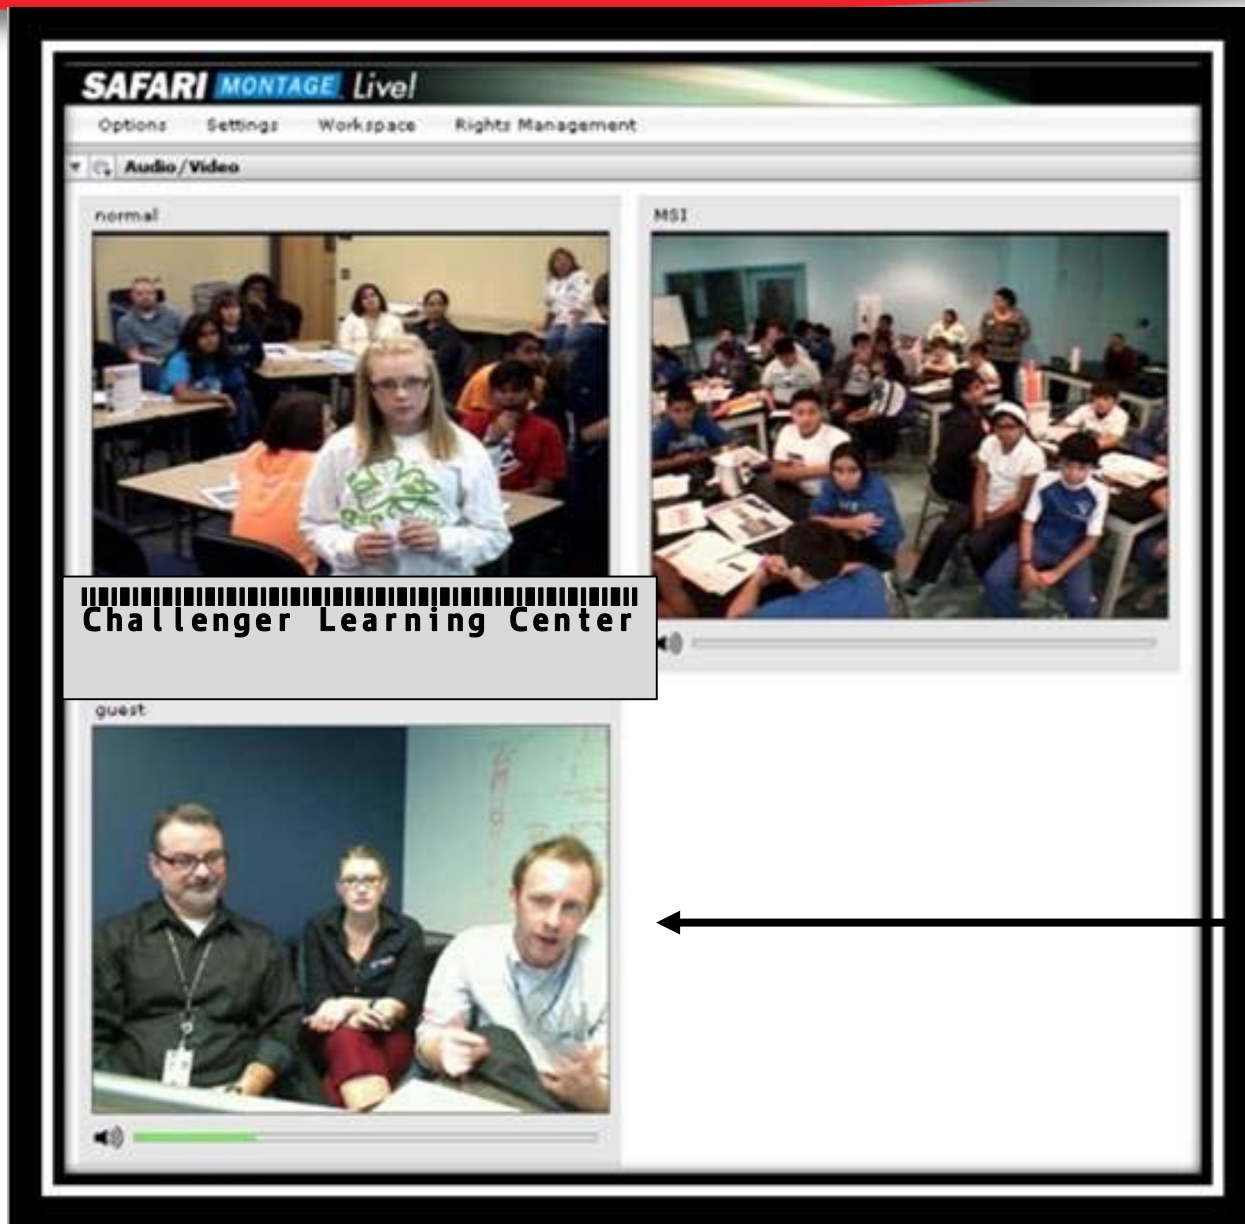 SAFARI MONTAGE Live!
Options Settings Workspace Rights Management
Audio/Video
normal
MSI
Challenger Learning Center
guest